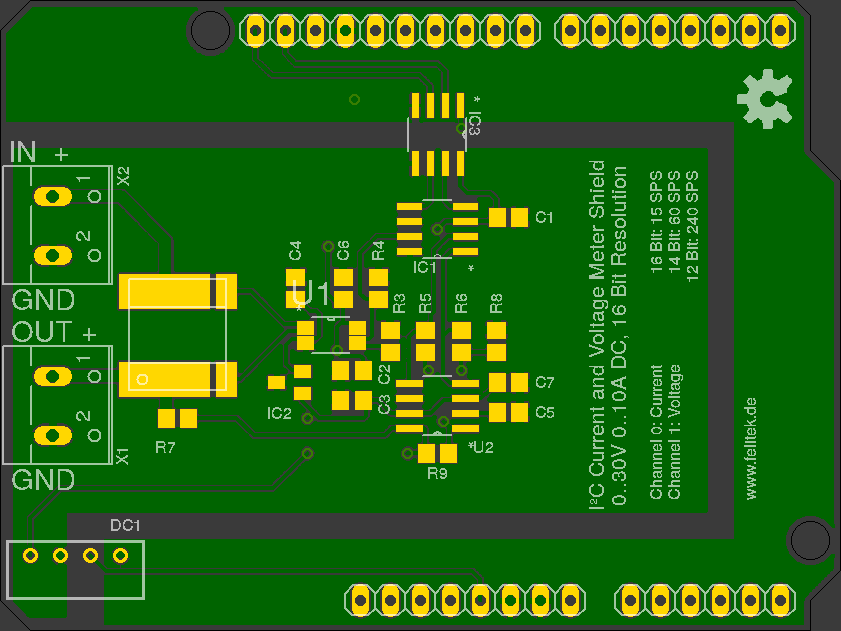 IC3
*
IN +
X2
1
2
GND
OUT +
1
2
X1
GND
C1
IC1
*
C4
C6
R4
U1
*
R3
R5
R6
R8
C2
C3
C7
C5
IC2
R7
*U2
R9
DC1
I²C Current and Voltage Meter Shield
0..30V 0..10A DC, 16 Bit Resolution
16 Bit: 15 SPS
14 Bit: 60 SPS
12 Bit: 240 SPS
Channel 0: Current
Channel 1: Voltage
www.felltek.de